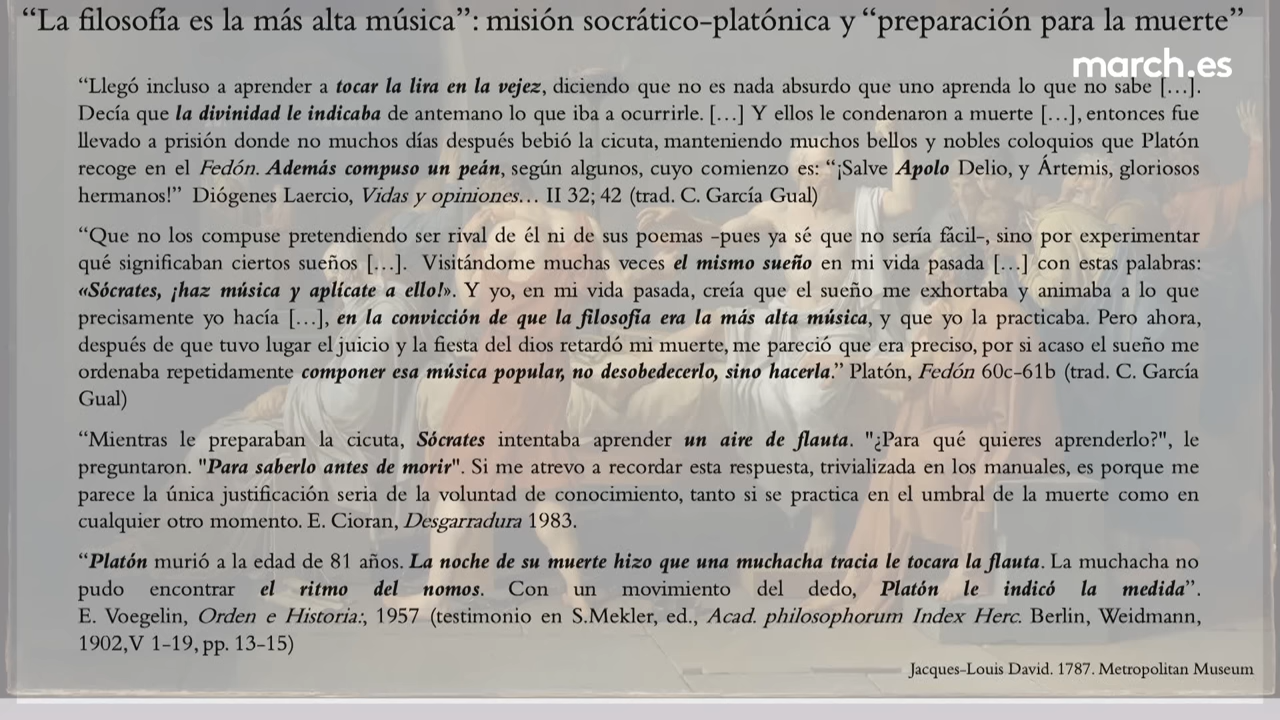 “La filosofía es la más alta música”: misión socrático-platónica y “preparación para la muerte”
march.es
“Llegó incluso a aprender a tocar la lira en la vejez, diciendo que no es nada absurdo que uno aprenda lo que no sabe […].
Decía que la divinidad le indicaba de antemano lo que iba a ocurrirle. […] Y ellos le condenaron a muerte […], entonces fue
llevado a prisión donde no muchos días después bebió la cicuta, manteniendo muchos bellos y nobles coloquios que Platón
recoge en el Fedón. Además compuso un peán, según algunos, cuyo comienzo es: “¡Salve Apolo Delio, y Ártemis, gloriosos
hermanos!” Diógenes Laercio, Vidas y opiniones… II 32; 42 (trad. C. García Gual)
“Que no los compuse pretendiendo ser rival de él ni de sus poemas –pues ya sé que no sería fácil–, sino por experimentar
qué significaban ciertos sueños […]. Visitándome muchas veces el mismo sueño en mi vida pasada […] con estas palabras:
«Sócrates, ¡haz música y aplícate a ello!». Y yo, en mi vida pasada, creía que el sueño me exhortaba y animaba a lo que
precisamente yo hacía […], en la convicción de que la filosofía era la más alta música, y que yo la practicaba. Pero ahora,
después de que tuvo lugar el juicio y la fiesta del dios retardó mi muerte, me pareció que era preciso, por si acaso el sueño me
ordenaba repetidamente componer esa música popular, no desobedecerlo, sino hacerla.” Platón, Fedón 60c-61b (trad. C. García
Gual)
“Mientras le preparaban la cicuta, Sócrates intentaba aprender un aire de flauta. "¿Para qué quieres aprenderlo?", le
preguntaron. "Para saberlo antes de morir". Si me atrevo a recordar esta respuesta, trivializada en los manuales, es porque me
parece la única justificación seria de la voluntad de conocimiento, tanto si se practica en el umbral de la muerte como en
cualquier otro momento. E. Cioran, Desgarradura 1983.
“Platón murió a la edad de 81 años. La noche de su muerte hizo que una muchacha tracia le tocara la flauta. La muchacha no
pudo encontrar el ritmo del nomos. Con un movimiento del dedo, Platón le indicó la medida”.
E. Voegelin, Orden e Historia:, 1957 (testimonio en S.Mekler, ed., Acad. philosophorum Index Herc. Berlin, Weidmann,
1902,V 1-19, pp. 13-15)
Jacques-Louis David. 1787. Metropolitan Museum